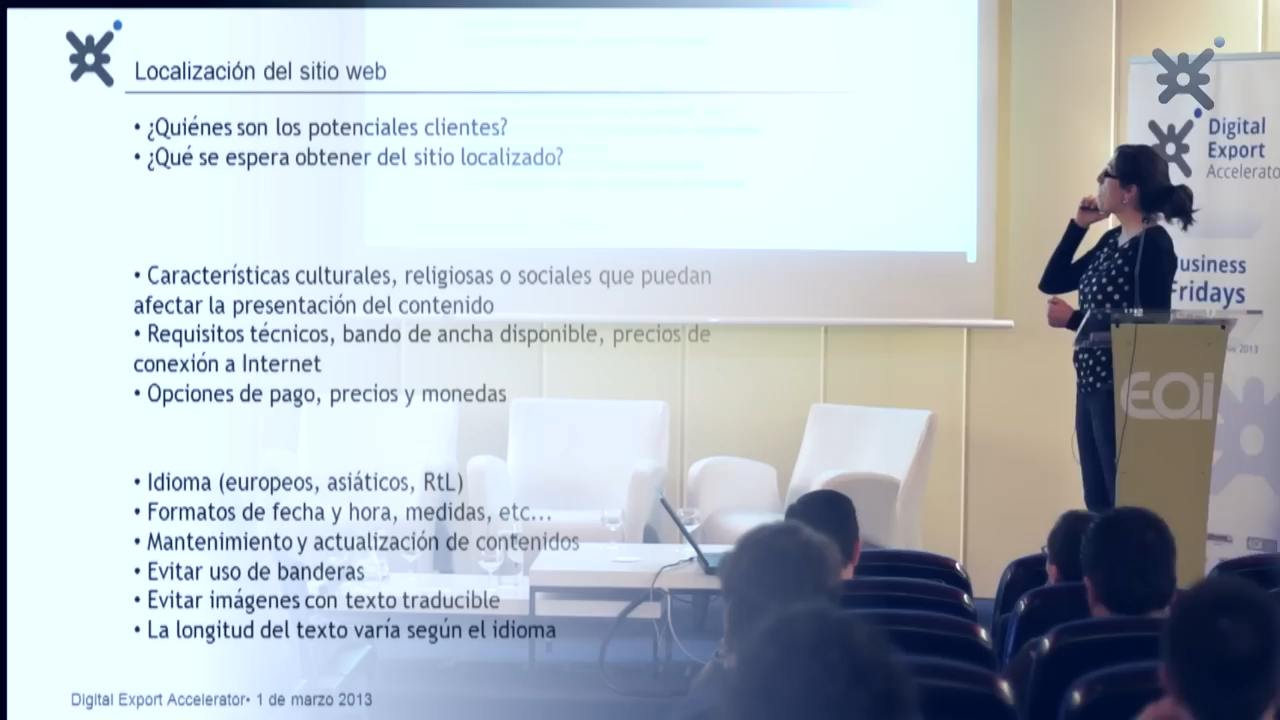 Localización del sitio web
• ¿Quiénes son los potenciales clientes?
• ¿Qué se espera obtener del sitio localizado?
• Características culturales, religiosas o sociales que puedan
afectar la presentación del contenido
• Requisitos técnicos, bando de ancha disponible, precios de
conexión a Internet
• Opciones de pago, precios y monedas
• Idioma (europeos, asiáticos, RtL)
• Formatos de fecha y hora, medidas, etc...
• Mantenimiento y actualización de contenidos
• Evitar uso de banderas
• Evitar imágenes con texto traducible
• La longitud del texto varía según el idioma
Digital Export Accelerator• 1 de marzo 2013
Digital
Export
Accelerato
usiness
Fridays
2013
EOi